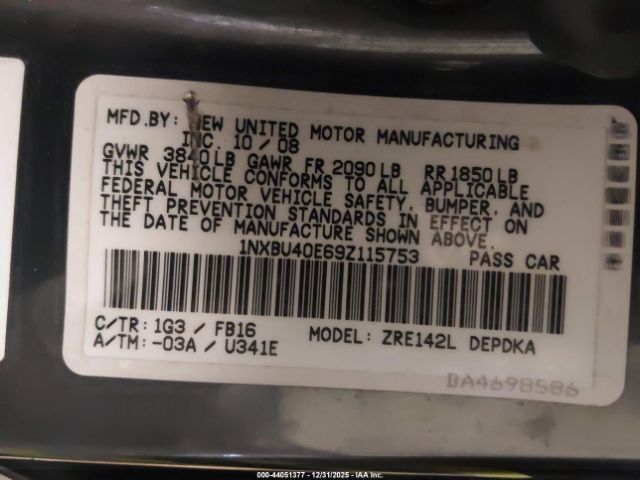 MFD.BY: NEW UNITED MOTOR MANUFACTURING
INC. 10/08
GVWR 3840LB GAWR FR 2090LB RR1850LB
THIS VEHICLE CONFORMS TO ALL APPLICABLE
FEDERAL MOTOR VEHICLE SAFETY, BUMPER, AND
THEFT PREVENTION STANDARDS IN EFFECT ON
THE DATE OF MANUFACTURE SHOWN ABOVE.
1NXBU40E69Z115753 PASS CAR
C/TR: 1G3 / FB16 MODEL: ZRE142L DEPDKA
A/TM: -03A / U341E
BA4698586
000-44051377 - 12/31/2025 - IAA Inc.